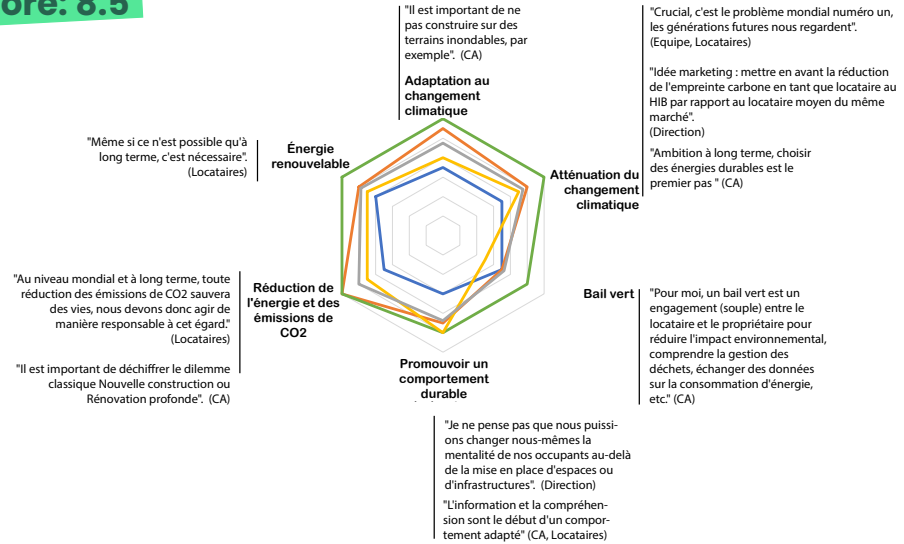 ore: 8.5
"Il est important de ne
pas construire sur des
terrains inondables, par
exemple". (CA)
Adaptation au
changement
climatique
"Crucial, c'est le problème mondial numéro un,
les générations futures nous regardent".
(Equipe, Locataires)
"Idée marketing : mettre en avant la réduction
de l'empreinte carbone en tant que locataire au
HIB par rapport au locataire moyen du même
marché".
(Direction)
"Ambition à long terme, choisir
des énergies durables est le
premier pas " (CA)
Atténuation du
changement
climatique
"Même si ce n'est possible qu'à
long terme, c'est nécessaire".
(Locataires)
Énergie
renouvelable
"Au niveau mondial et à long terme, toute
réduction des émissions de CO2 sauvera
des vies, nous devons donc agir de
manière responsable à cet égard."
(Locataires)
"Il est important de déchiffrer le dilemme
classique Nouvelle construction ou
Rénovation profonde". (CA)
Réduction de
l'énergie et des
émissions de
CO2
Bail vert
"Pour moi, un bail vert est un
engagement (souple) entre le
locataire et le propriétaire pour
réduire l'impact environnemental,
comprendre la gestion des
déchets, échanger des données
sur la consommation d'énergie,
etc." (CA)
Promouvoir un
comportement
durable
"Je ne pense pas que nous puissi-
ons changer nous-mêmes la
mentalité de nos occupants au-delà
de la mise en place d'espaces ou
d'infrastructures". (Direction)
"L'information et la compréhen-
sion sont le début d'un compor-
tement adapté" (CA, Locataires)